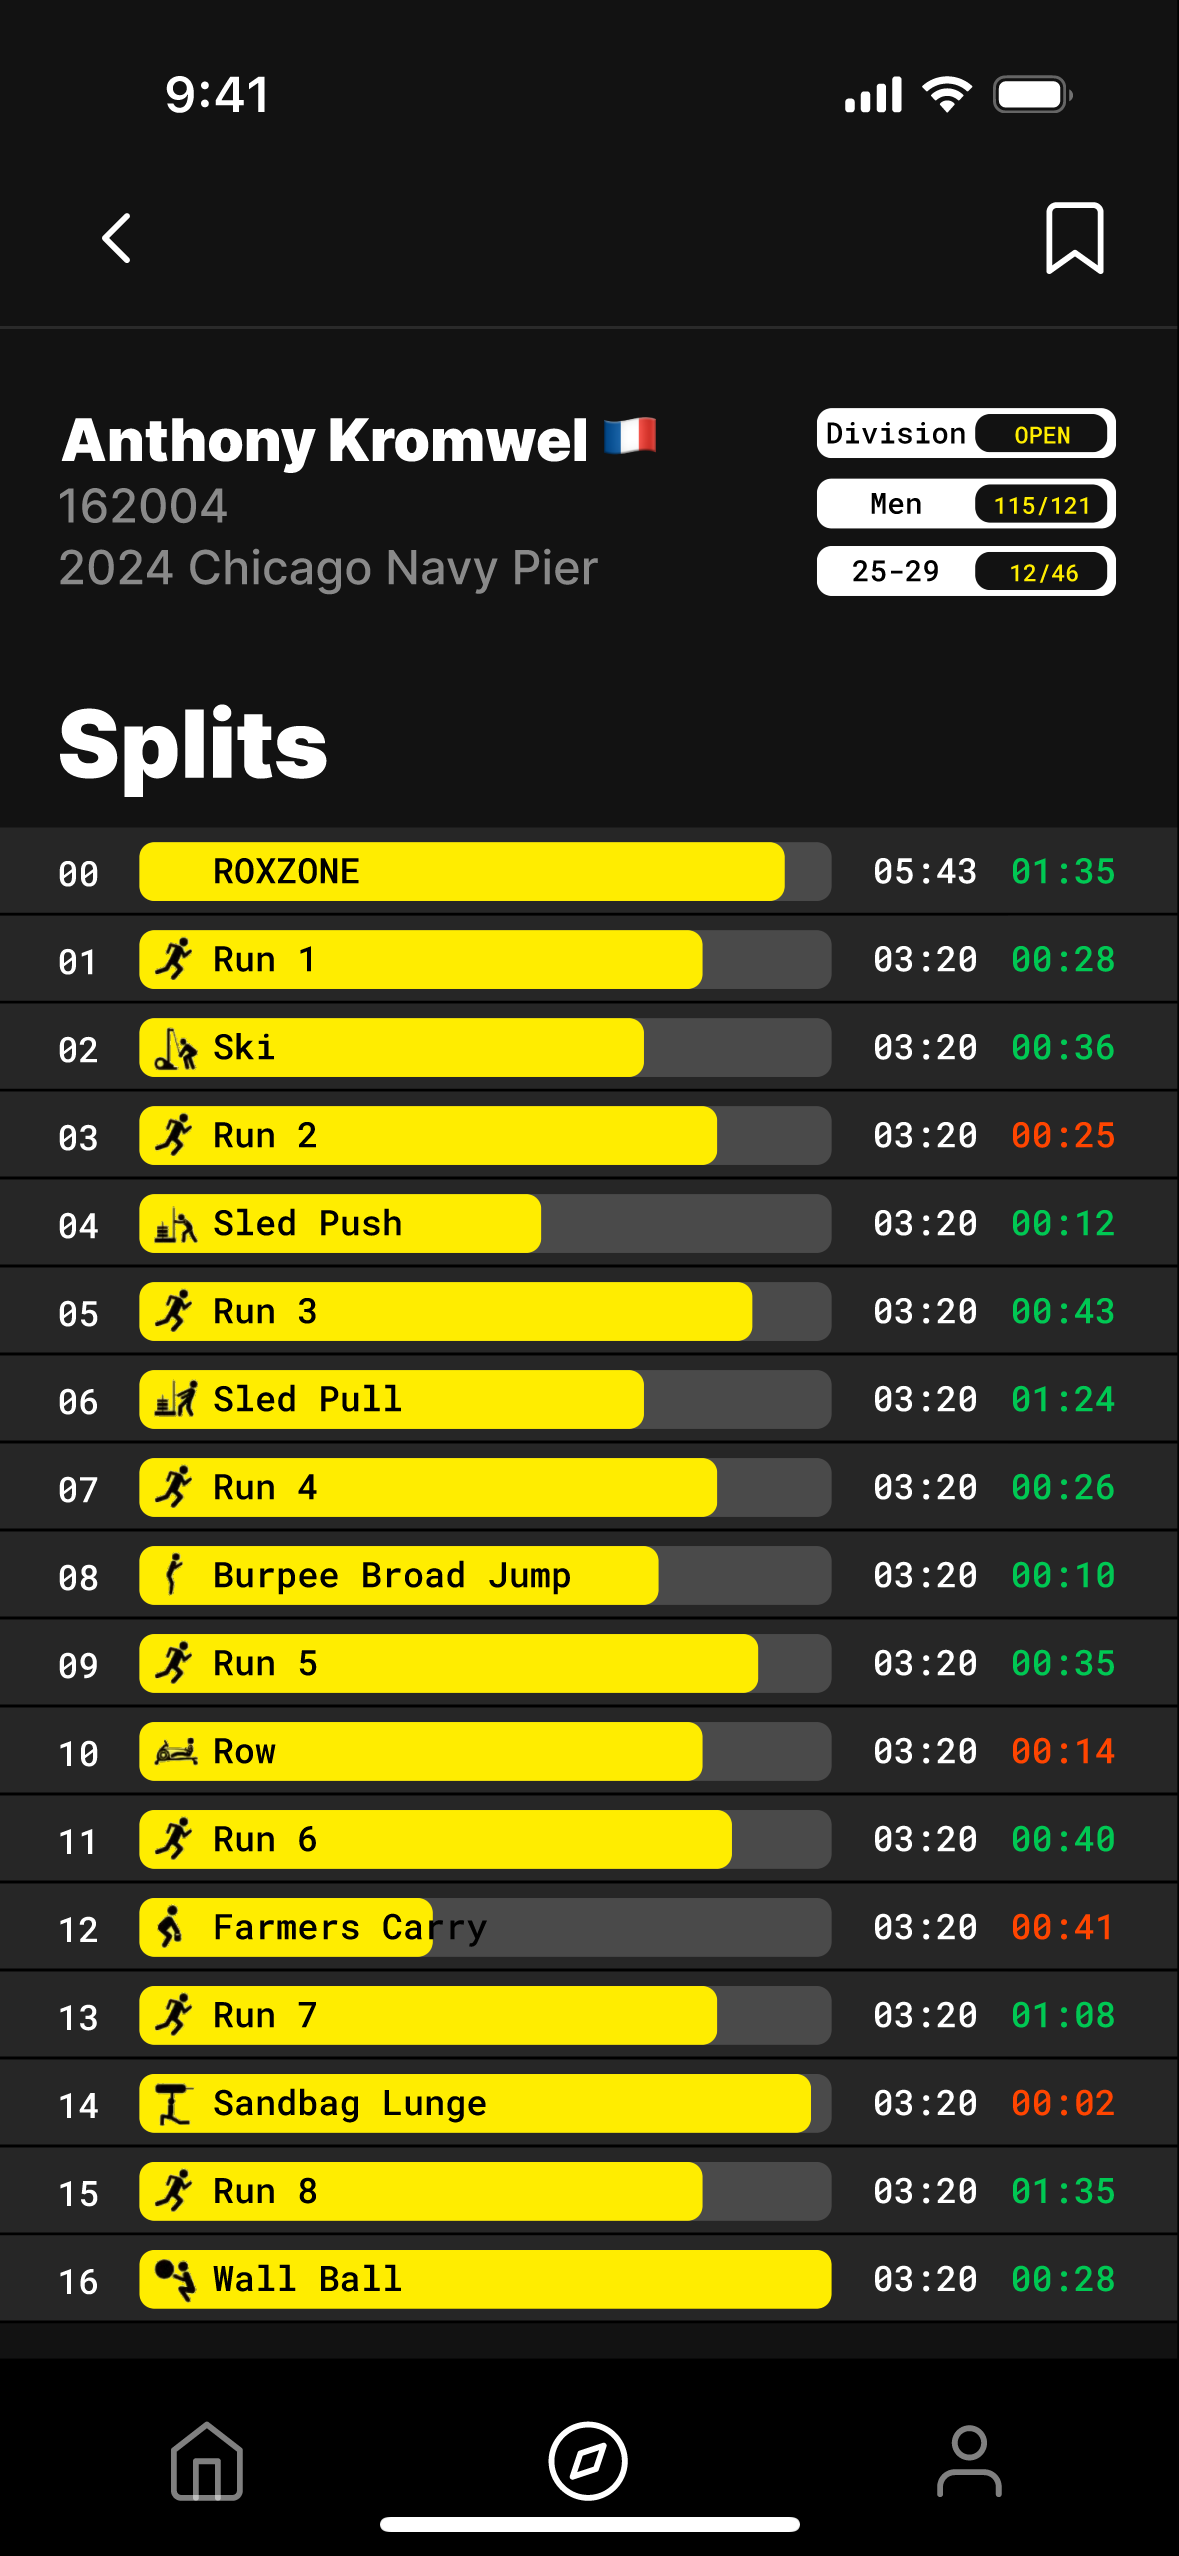 9:41
Anthony Kromwel 🇫🇷
162004
2024 Chicago Navy Pier
Division OPEN
Men 115/121
25-29 12/46
Splits
00 ROXZONE 05:43 01:35
01 Run 1 03:20 00:28
02 Ski 03:20 00:36
03 Run 2 03:20 00:25
04 Sled Push 03:20 00:12
05 Run 3 03:20 00:43
06 Sled Pull 03:20 01:24
07 Run 4 03:20 00:26
08 Burpee Broad Jump 03:20 00:10
09 Run 5 03:20 00:35
10 Row 03:20 00:14
11 Run 6 03:20 00:40
12 Farmers Carry 03:20 00:41
13 Run 7 03:20 01:08
14 Sandbag Lunge 03:20 00:02
15 Run 8 03:20 01:35
16 Wall Ball 03:20 00:28